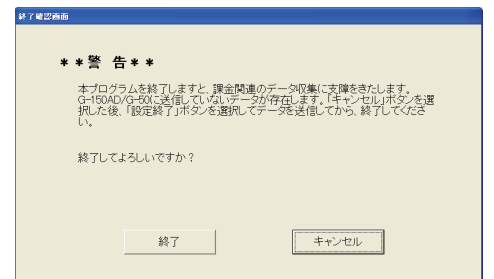 終了確認画面
**警 告**
本プログラムを終了しますと、課金関連のデータ収集に支障をきたします。
G-150AD/G-50に送信していないデータが存在します。「キャンセル」ボタンを選
択した後、「設定終了」ボタンを選択してデータを送信してから、終了してくださ
い。
終了してよろしいですか？
終了
キャンセル